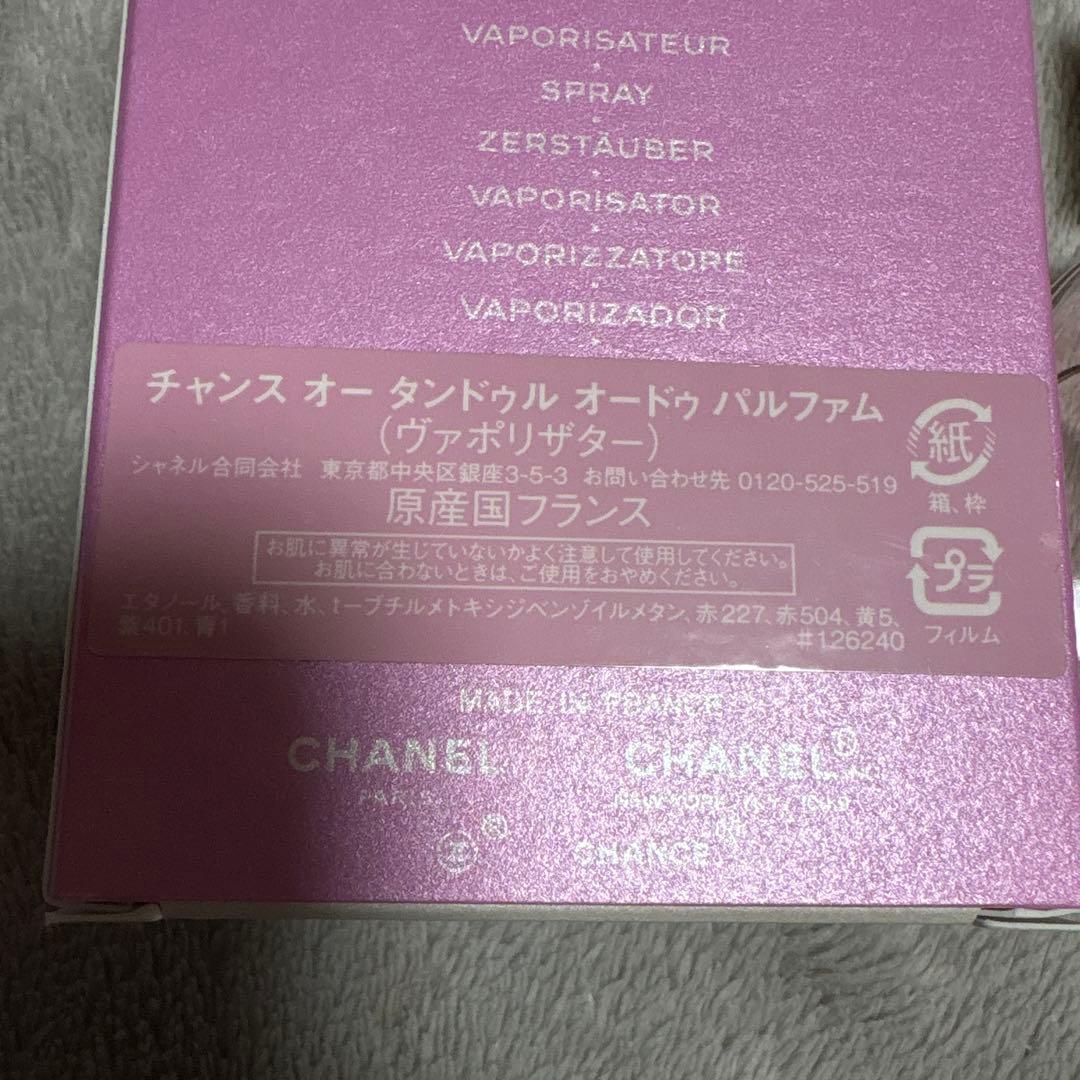 VAPORISATEUR
SPRAY
ZERSTÄUBER
VAPORISATOR
VAPORIZZATORE
VAPORIZADOR
チャンス オー タンドゥル オードゥ パルファム
（ヴァポリザター）
シャネル合同会社 東京都中央区銀座3-5-3 お問い合わせ先 0120-525-519
原産国フランス
お肌に異常が生じていないかよく注意して使用してください。
お肌に合わないときは、ご使用をおやめください。
エタノール、香料、水、t-ブチルメトキシジベンゾイルメタン、赤227、赤504、黄5、
紫401、青1
#126240
紙
箱、枠
プラ
フィルム
MADE IN FRANCE
CHANEL CHANEL®
PARIS NEW YORK, N.Y.
® CHANCE